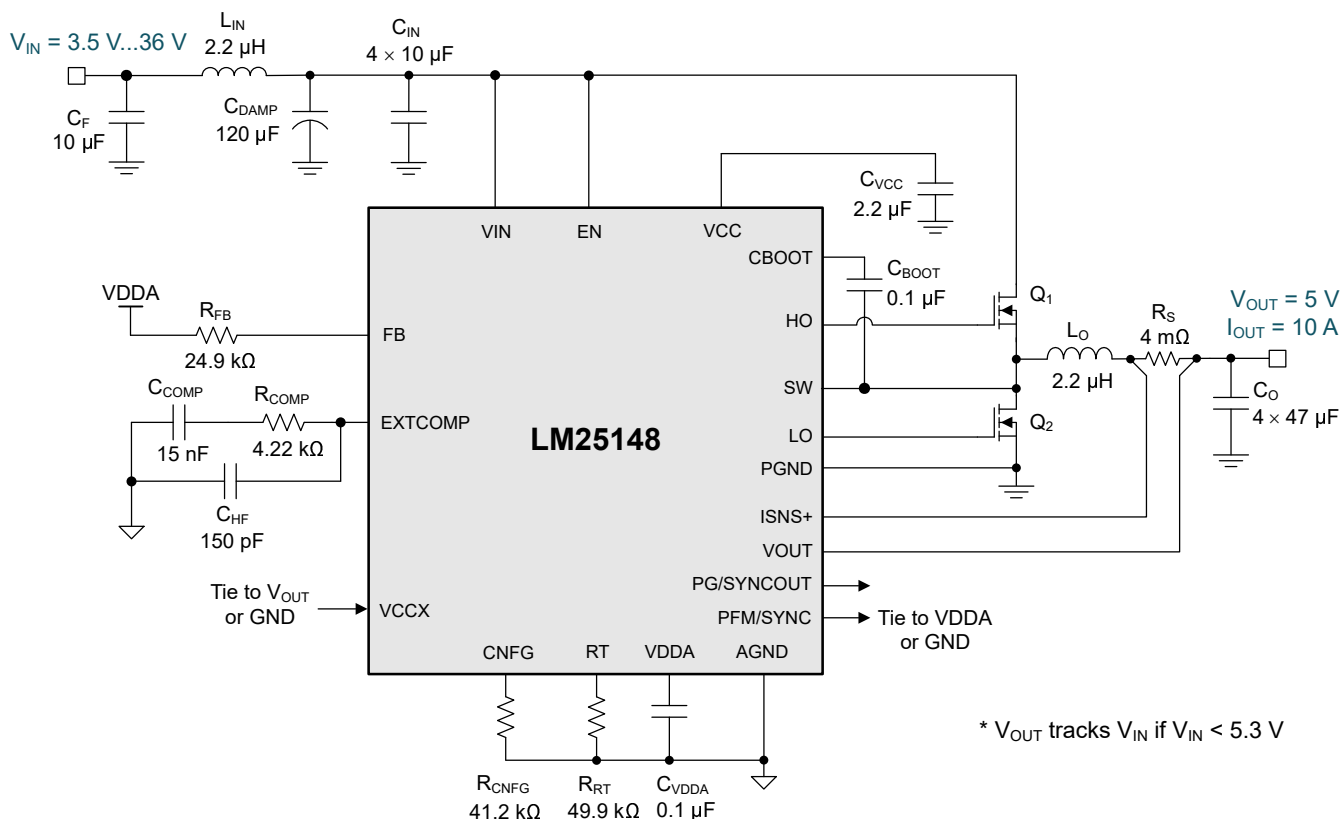 V_IN = 3.5 V...36 V
L_IN
2.2 µH
C_IN
4 × 10 µF
C_F
10 µF
C_DAMP
120 µF
C_VCC
2.2 µF
VIN
EN
VCC
CBOOT
C_BOOT
0.1 µF
VDDA
R_FB
24.9 kΩ
FB
HO
Q_1
V_OUT = 5 V
I_OUT = 10 A
L_O
2.2 µH
R_S
4 mΩ
C_O
4 × 47 µF
SW
C_COMP
15 nF
R_COMP
4.22 kΩ
EXTCOMP
LM25148
LO
Q_2
PGND
C_HF
150 pF
ISNS+
VOUT
Tie to V_OUT
or GND
VCCX
PG/SYNCOUT
PFM/SYNC
Tie to VDDA
or GND
CNFG
RT
VDDA
AGND
* V_OUT tracks V_IN if V_IN < 5.3 V
R_CNFG
41.2 kΩ
R_RT
49.9 kΩ
C_VDDA
0.1 µF